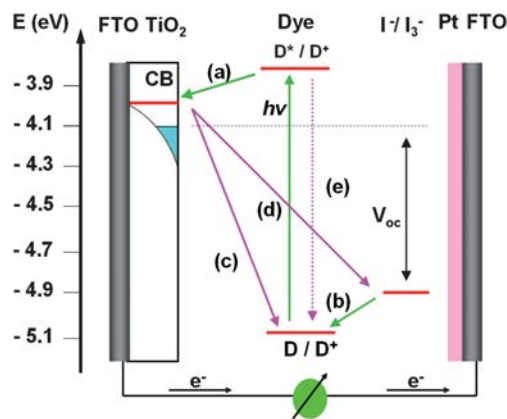 E (eV) FTO TiO₂ Dye I⁻/ I₃⁻ Pt FTO
D* / D⁺
CB
(a)
- 3.9
hν
- 4.1
- 4.3
(e)
- 4.5
(d)
V_oc
- 4.7
(c)
- 4.9
(b)
- 5.1
D / D⁺
e⁻ e⁻